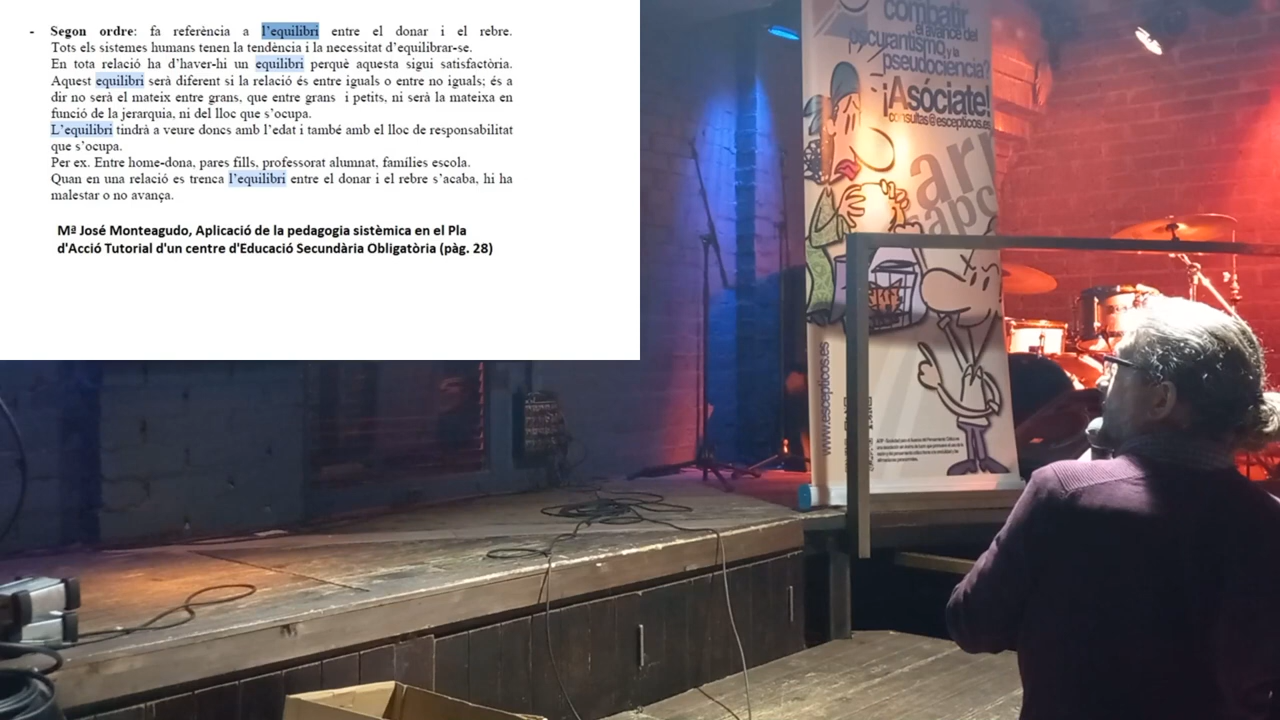 - Segon ordre: fa referència a l'equilibri entre el donar i el rebre.
Tots els sistemes humans tenen la tendència i la necessitat d'equilibrar-se.
En tota relació ha d'haver-hi un equilibri perquè aquesta sigui satisfactòria.
Aquest equilibri serà diferent si la relació és entre iguals o entre no iguals; és a
dir no serà el mateix entre grans, que entre grans i petits, ni serà la mateixa en
funció de la jerarquia, ni del lloc que s'ocupa.
L'equilibri tindrà a veure doncs amb l'edat i també amb el lloc de responsabilitat
que s'ocupa.
Per ex. Entre home-dona, pares fills, professorat alumnat, famílies escola.
Quan en una relació es trenca l'equilibri entre el donar i el rebre s'acaba, hi ha
malestar o no avança.
Mª José Monteagudo, Aplicació de la pedagogia sistèmica en el Pla
d'Acció Tutorial d'un centre d'Educació Secundària Obligatòria (pàg. 28)
combatir
el avance del
scurantismo y la
pseudociencia?
¡Asóciate!
consultas@escepticos.es
arr
sapc
www.escepticos.es